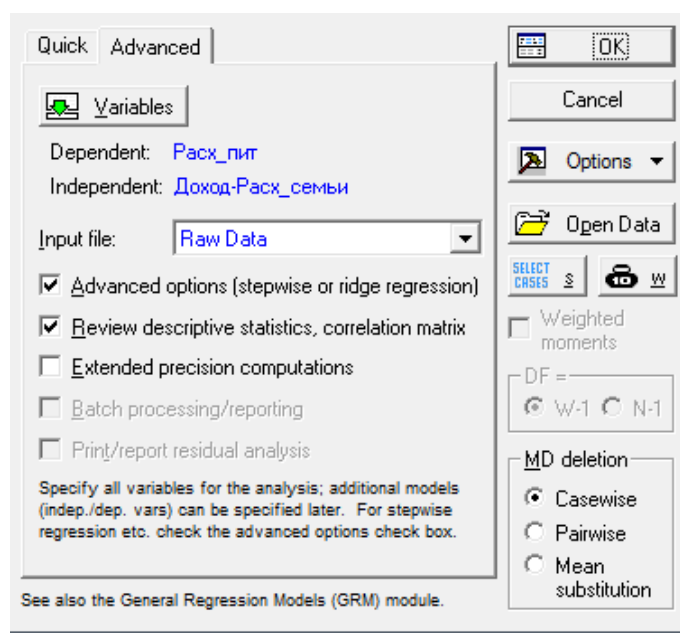 Quick Advanced
Variables
Dependent: Расх_пит
Independent: Доход-Расх_семьи
Input file: Raw Data
Advanced options (stepwise or ridge regression)
Review descriptive statistics, correlation matrix
Extended precision computations
Batch processing/reporting
Print/report residual analysis
Specify all variables for the analysis; additional models
(indep./dep. vars) can be specified later. For stepwise
regression etc. check the advanced options check box.
See also the General Regression Models (GRM) module.
OK
Cancel
Options
Open Data
SELECT
CASES S W
Weighted
moments
DF =
W-1 N-1
MD deletion
Casewise
Pairwise
Mean
substitution